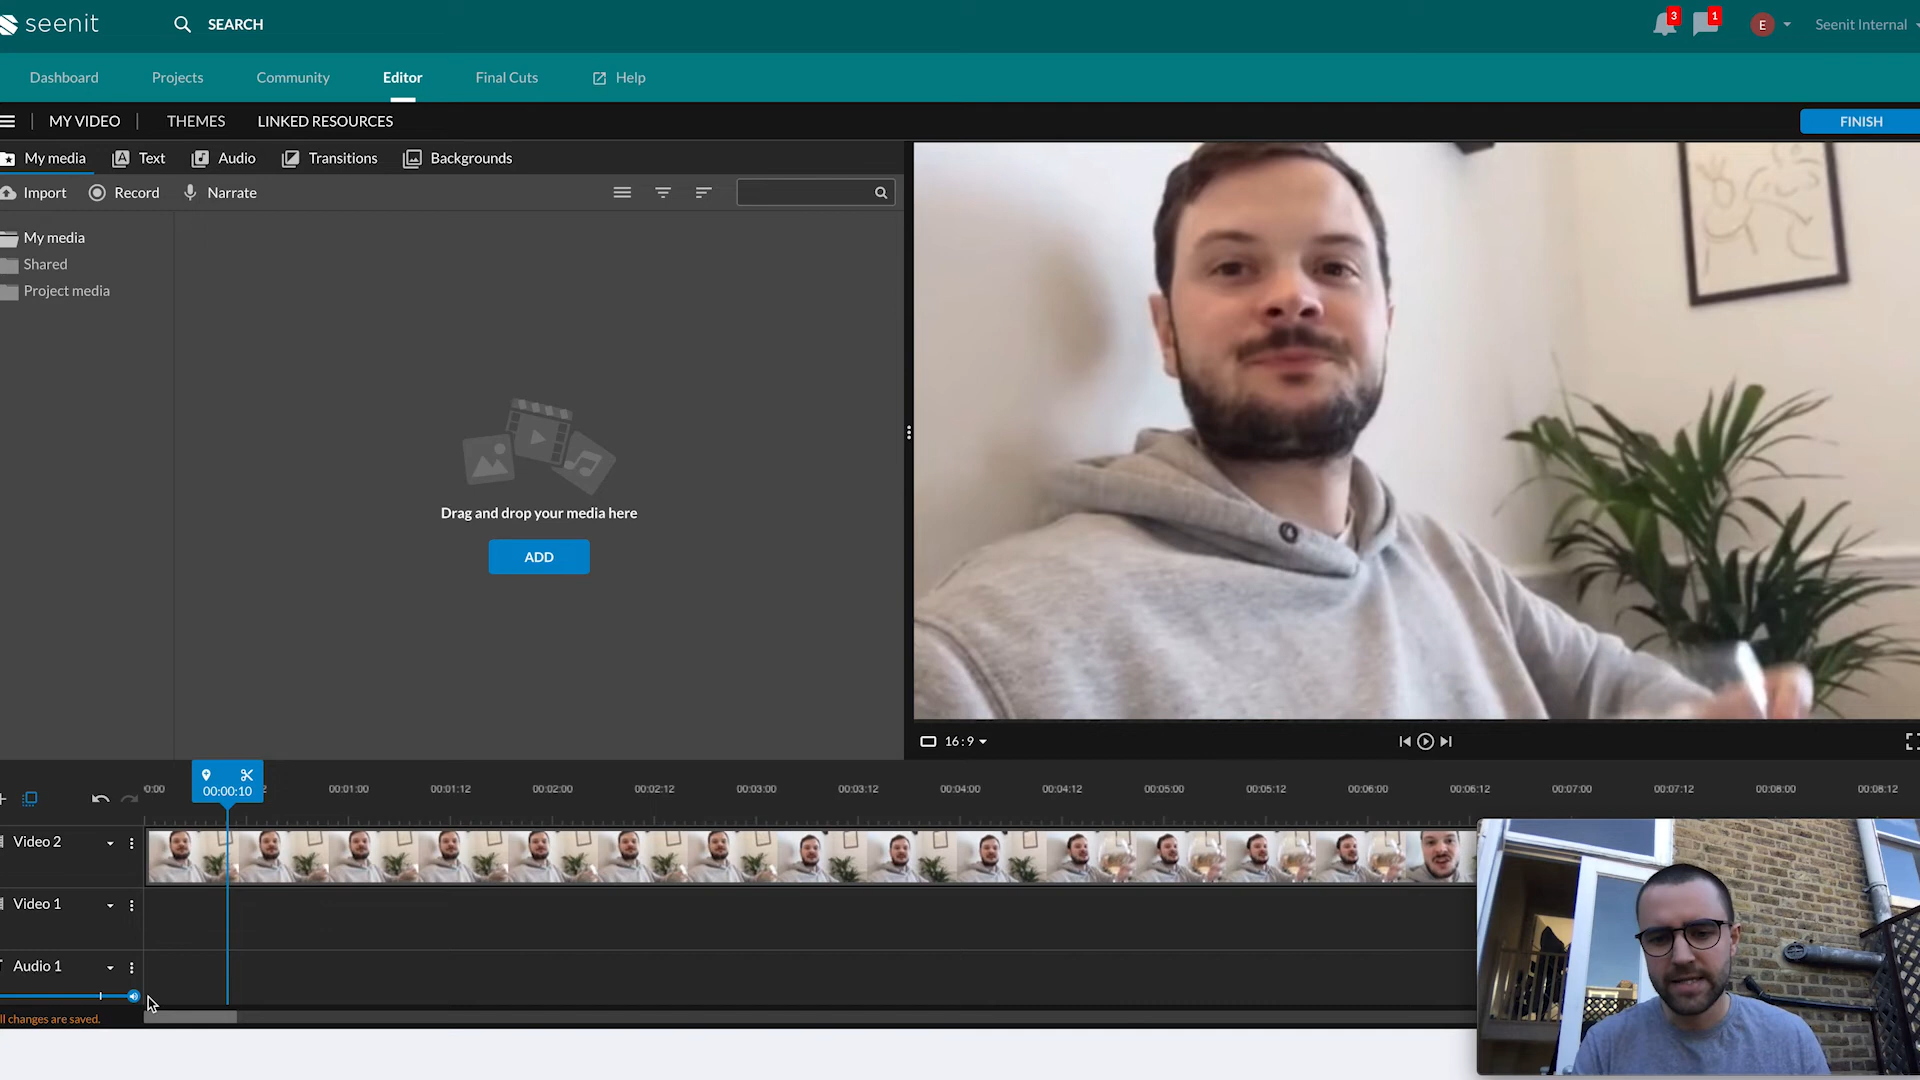 seenit
SEARCH
3
1
E
Seenit Internal
Dashboard
Projects
Community
Editor
Final Cuts
Help
MY VIDEO
THEMES
LINKED RESOURCES
FINISH
My media
Text
Audio
Transitions
Backgrounds
Import
Record
Narrate
My media
Shared
Project media
Drag and drop your media here
ADD
16:9
00:00:10
00:01:00
00:01:12
00:02:00
00:02:12
00:03:00
00:03:12
00:04:00
00:04:12
00:05:00
00:05:12
00:06:00
00:06:12
00:07:00
00:07:12
00:08:00
00:08:12
Video 2
Video 1
Audio 1
ll changes are saved.